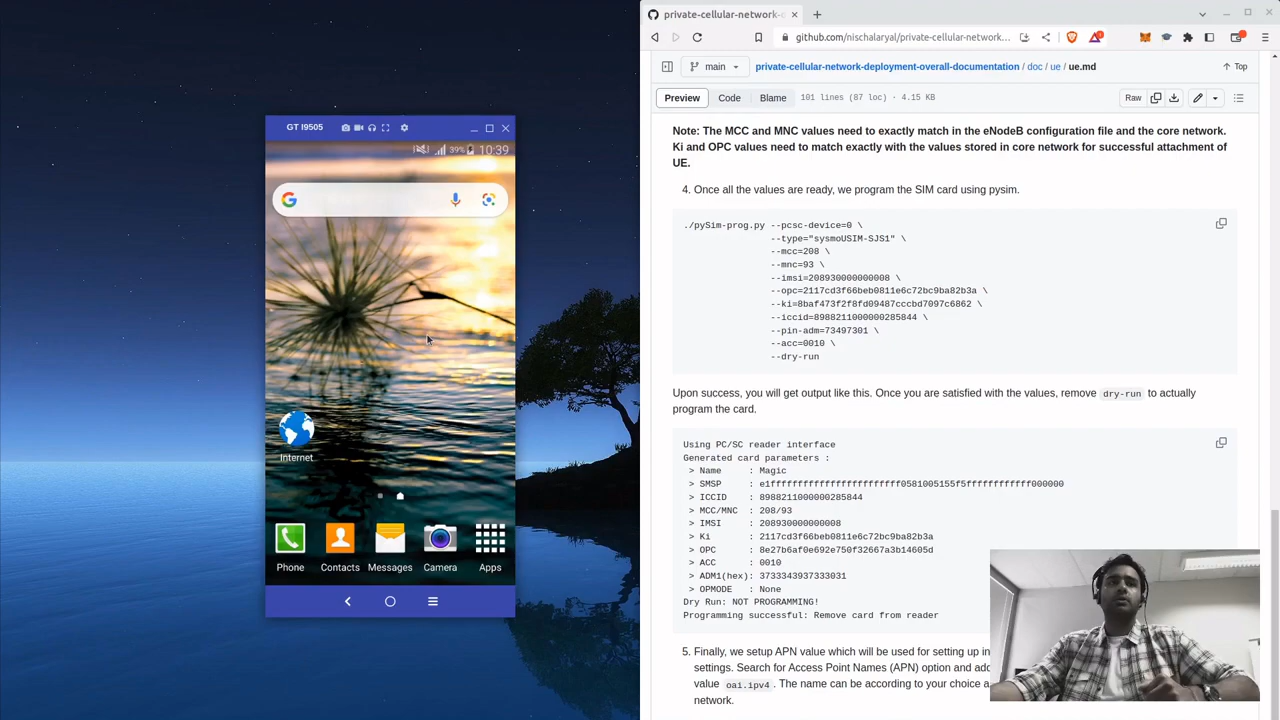 GT I9505
39%
10:39
Internet
Phone
Contacts
Messages
Camera
Apps
private-cellular-network-d
github.com/nischalaryal/private-cellular-network...
main
private-cellular-network-deployment-overall-documentation / doc / ue / ue.md
Top
Preview
Code
Blame
101 lines (87 loc) · 4.15 KB
Raw
Note: The MCC and MNC values need to exactly match in the eNodeB configuration file and the core network.
Ki and OPC values need to match exactly with the values stored in core network for successful attachment of
UE.
4. Once all the values are ready, we program the SIM card using pysim.
./pySim-prog.py --pcsc-device=0 \
--type="sysmoUSIM-SJS1" \
--mcc=208 \
--mnc=93 \
--imsi=208930000000008 \
--opc=2117cd3f66beb0811e6c72bc9ba82b3a \
--ki=8baf473f2f8fd09487cccbd7097c6862 \
--iccid=8988211000000285844 \
--pin-adm=73497301 \
--acc=0010 \
--dry-run
Upon success, you will get output like this. Once you are satisfied with the values, remove dry-run to actually
program the card.
Using PC/SC reader interface
Generated card parameters :
> Name : Magic
> SMSP : e1ffffffffffffffffffffffff0581005155f5ffffffffffff000000
> ICCID : 8988211000000285844
> MCC/MNC : 208/93
> IMSI : 208930000000008
> Ki : 2117cd3f66beb0811e6c72bc9ba82b3a
> OPC : 8e27b6af0e692e750f32667a3b14605d
> ACC : 0010
> ADM1(hex): 3733343937333031
> OPMODE : None
Dry Run: NOT PROGRAMMING!
Programming successful: Remove card from reader
5. Finally, we setup APN value which will be used for setting up in
settings. Search for Access Point Names (APN) option and add
value oai.ipv4 . The name can be according to your choice a
network.